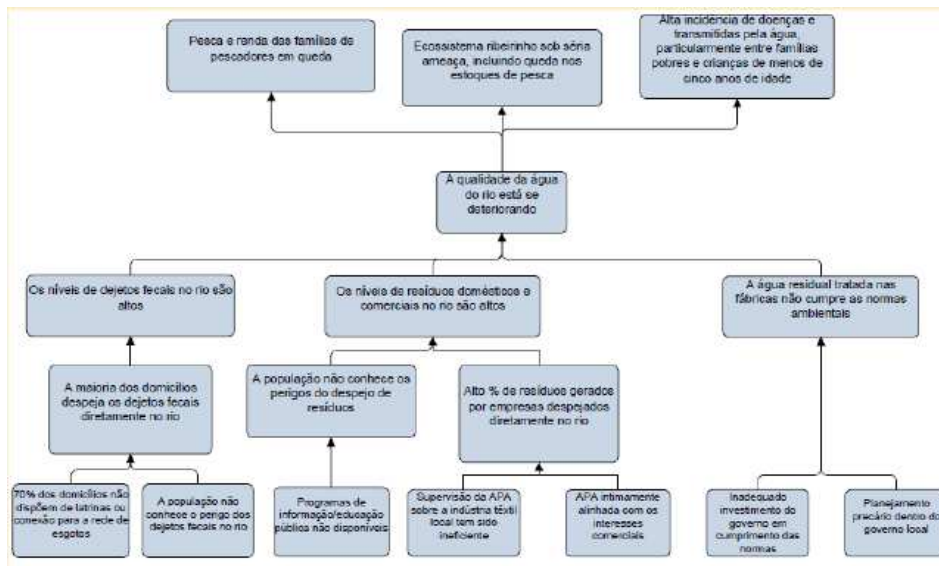 Pesca e renda das famílias de
pescadores em queda
Ecossistema ribeirinho sob séria
ameaça, incluindo queda nos
estoques de pesca
Alta incidência de doenças e
transmitidas pela água,
particularmente entre famílias
pobres e crianças de menos de
cinco anos de idade
A qualidade da água
do rio está se
deteriorando
Os níveis de dejetos fecais no rio são
altos
Os níveis de resíduos domésticos e
comerciais no rio são altos
A água residual tratada nas
fábricas não cumpre as normas
ambientais
A maioria dos domicílios
despeja os dejetos fecais
diretamente no rio
A população não conhece os
perigos do despejo de
resíduos
Alto % de resíduos gerados
por empresas despejados
diretamente no rio
70% dos domicílios não
dispõem de latrinas ou
conexão para a rede de
esgotos
A população não
conhece o perigo dos
dejetos fecais no rio
Programas de
informação/educação
pública não disponíveis
Supervisão da APA
sobre a indústria têxtil
local tem sido
ineficiente
APA intimamente
alinhada com os
interesses
comerciais
Inadequado
investimento do
governo em
cumprimento das
normas
Planejamento
precário dentro do
governo local